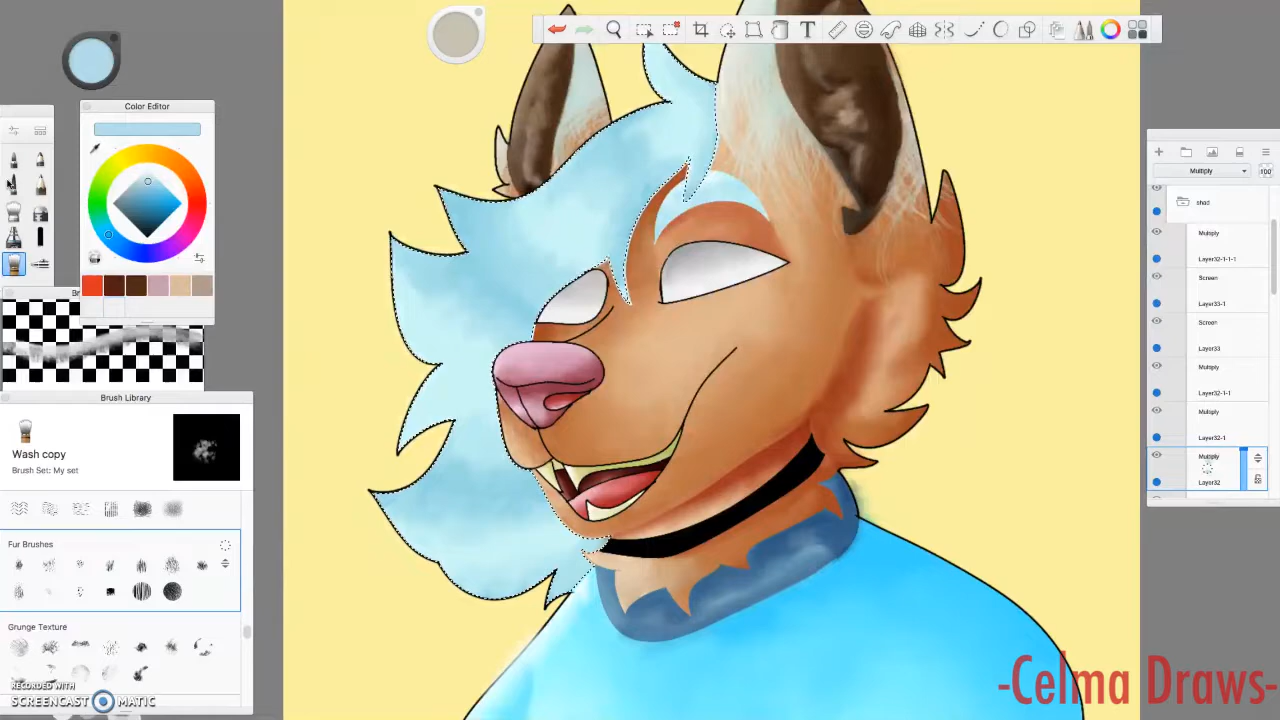 T
Color Editor
Br
Brush Library
Wash copy
Brush Set: My set
Fur Brushes
Grunge Texture
RECORDED WITH
SCREENCAST MATIC
Multiply
100
shad
Multiply
Layer32-1-1-1
Screen
Layer33-1
Screen
Layer33
Multiply
Layer32-1-1
Multiply
Layer32-1
Multiply
Layer32
-Celma Draws-